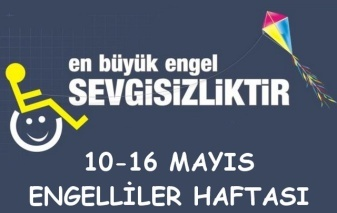 en büyük engel
SEVGiSiZLiKTiR
10-16 MAYIS
ENGELLİLER HAFTASI